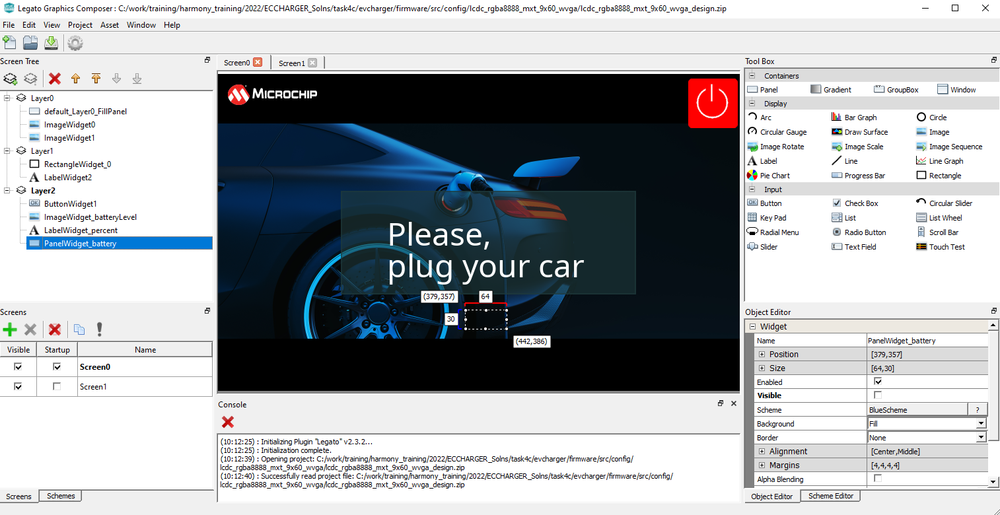 Legato Graphics Composer : C:/work/training/harmony_training/2022/ECCHARGER_Solns/task4c/evcharger/firmware/src/config/lcdc_rgba8888_mxt_9x60_wvga/lcdc_rgba8888_mxt_9x60_wvga_design.zip
File Edit View Project Asset Window Help
Screen Tree
Layer0
default_Layer0_FillPanel
ImageWidget0
ImageWidget1
Layer1
RectangleWidget_0
LabelWidget2
Layer2
ButtonWidget1
ImageWidget_batteryLevel
LabelWidget_percent
PanelWidget_battery
Screens
Visible Startup Name
Screen0
Screen1
Screens Schemes
Screen0 Screen1
MICROCHIP
Please,
plug your car
(379,357) 64
30
(442,386)
Console
(10:12:25) : Initializing Plugin "Legato" v2.3.2...
(10:12:25) : Initialization complete.
(10:12:39) : Opening project: C:/work/training/harmony_training/2022/ECCHARGER_Solns/task4c/evcharger/firmware/src/config/
lcdc_rgba8888_mxt_9x60_wvga/lcdc_rgba8888_mxt_9x60_wvga_design.zip
(10:12:40) : Successfully read project file: C:/work/training/harmony_training/2022/ECCHARGER_Solns/task4c/evcharger/firmware/src/config/
lcdc_rgba8888_mxt_9x60_wvga/lcdc_rgba8888_mxt_9x60_wvga_design.zip
Tool Box
Containers
Panel Gradient GroupBox Window
Display
Arc Bar Graph Circle
Circular Gauge Draw Surface Image
Image Rotate Image Scale Image Sequence
Label Line Line Graph
Pie Chart Progress Bar Rectangle
Input
OK Button Check Box Circular Slider
Key Pad List List Wheel
Radial Menu Radio Button Scroll Bar
Slider Text Field Touch Test
Object Editor
Widget
Name PanelWidget_battery
Position [379,357]
Size [64,30]
Enabled
Visible
Scheme BlueScheme ?
Background Fill
Border None
Alignment [Center,Middle]
Margins [4,4,4,4]
Alpha Blending
Object Editor Scheme Editor